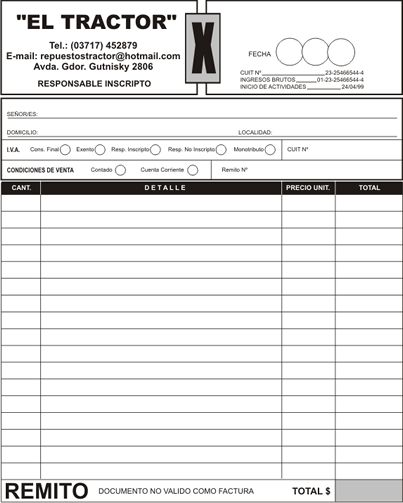 "EL TRACTOR"
Tel.: (03717) 452879
E-mail: repuestostractor@hotmail.com
Avda. Gdor. Gutnisky 2806
RESPONSABLE INSCRIPTO
X
FECHA
CUIT Nº 23-25466544-4
INGRESOS BRUTOS 01-23-25466544-4
INICIO DE ACTIVIDADES 24/04/99
SEÑOR/ES:
DOMICILIO: LOCALIDAD:
I.V.A. Cons. Final Exento Resp. Inscripto Resp. No Inscripto Monotributo CUIT Nº
CONDICIONES DE VENTA Contado Cuenta Corriente Remito Nº
CANT. DETALLE PRECIO UNIT. TOTAL
REMITO DOCUMENTO NO VALIDO COMO FACTURA TOTAL $